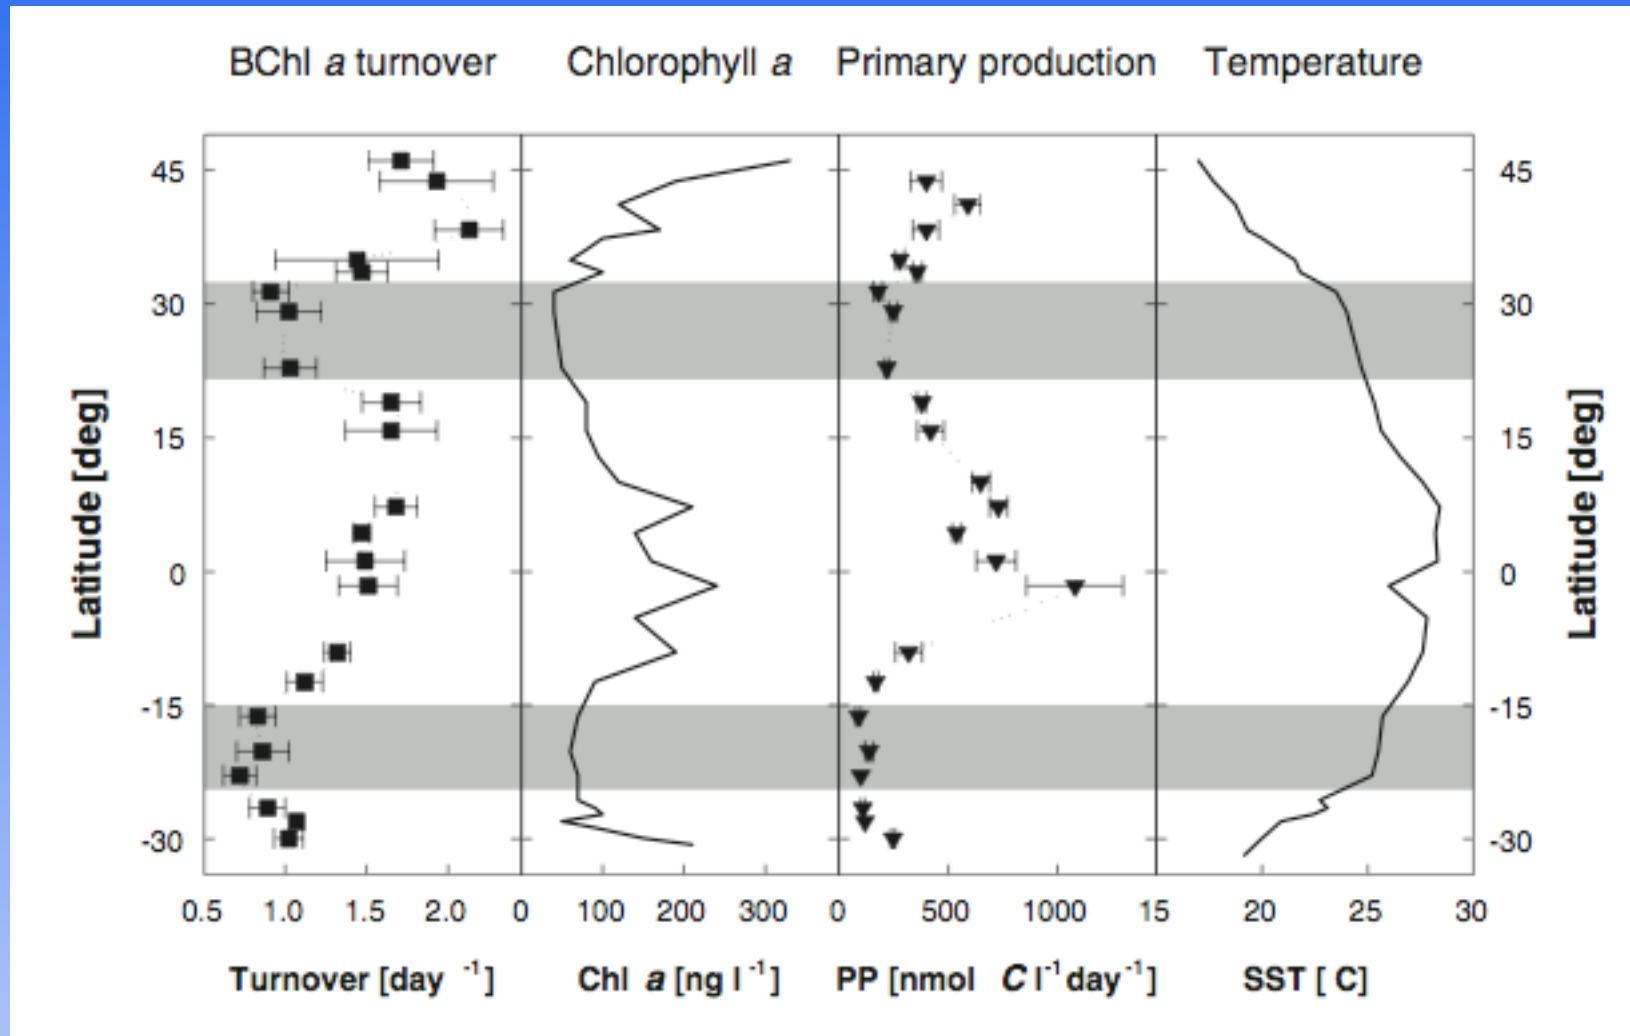 BChl a turnover Chlorophyll a Primary production Temperature
45 45
30 30
15 15
0 0
-15 -15
-30 -30
Latitude [deg]
Latitude [deg]
0.5 1.0 1.5 2.0 0 100 200 300 0 500 1000 15 20 25 30
Turnover [day -1] Chl a [ng l-1] PP [nmol C l-1 day-1] SST [ C]